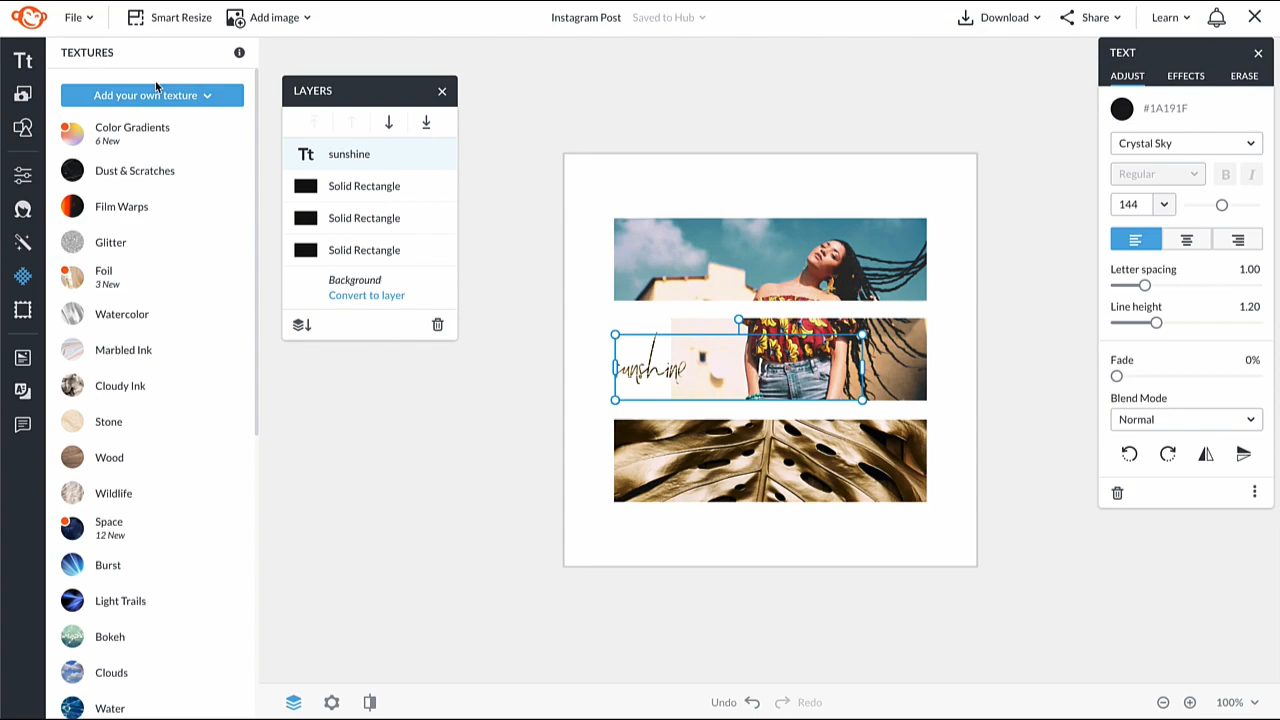 File
Smart Resize
Add image
Instagram Post
Saved to Hub
Download
Share
Learn
TEXTURES
Add your own texture
Color Gradients
6 New
Dust & Scratches
Film Warps
Glitter
Foil
3 New
Watercolor
Marbled Ink
Cloudy Ink
Stone
Wood
Wildlife
Space
12 New
Burst
Light Trails
Bokeh
Clouds
Water
Tt
LAYERS
Tt sunshine
Solid Rectangle
Solid Rectangle
Solid Rectangle
Background
Convert to layer
sunshine
TEXT
ADJUST
EFFECTS
ERASE
#1A191F
Crystal Sky
Regular
B
I
144
Letter spacing 1.00
Line height 1.20
Fade 0%
Blend Mode
Normal
Undo
Redo
100%